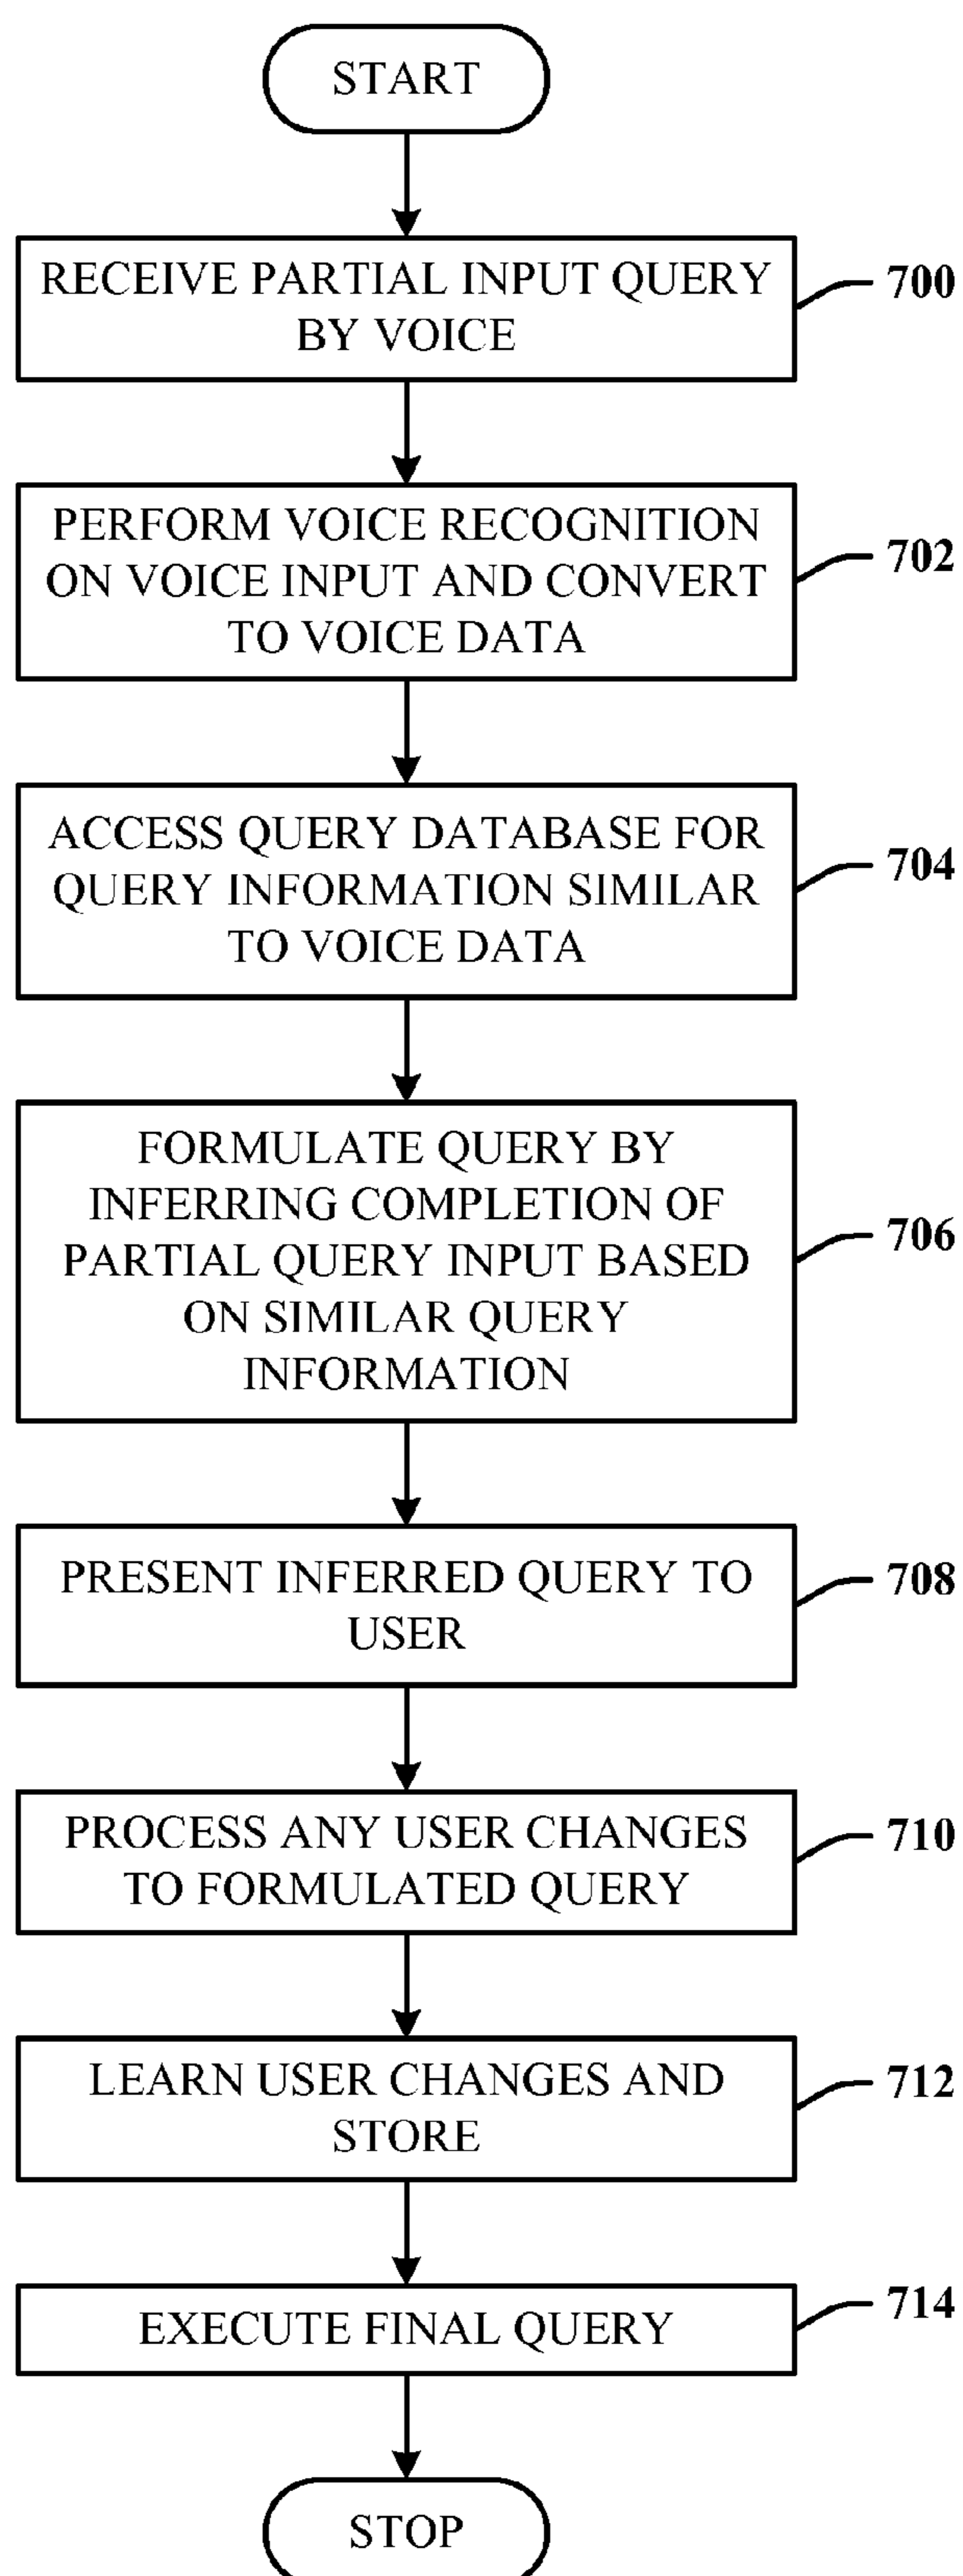 START
RECEIVE PARTIAL INPUT QUERY
BY VOICE
700
PERFORM VOICE RECOGNITION
ON VOICE INPUT AND CONVERT
TO VOICE DATA
702
ACCESS QUERY DATABASE FOR
QUERY INFORMATION SIMILAR
TO VOICE DATA
704
FORMULATE QUERY BY
INFERRING COMPLETION OF
PARTIAL QUERY INPUT BASED
ON SIMILAR QUERY
INFORMATION
706
PRESENT INFERRED QUERY TO
USER
708
PROCESS ANY USER CHANGES
TO FORMULATED QUERY
710
LEARN USER CHANGES AND
STORE
712
EXECUTE FINAL QUERY
714
STOP